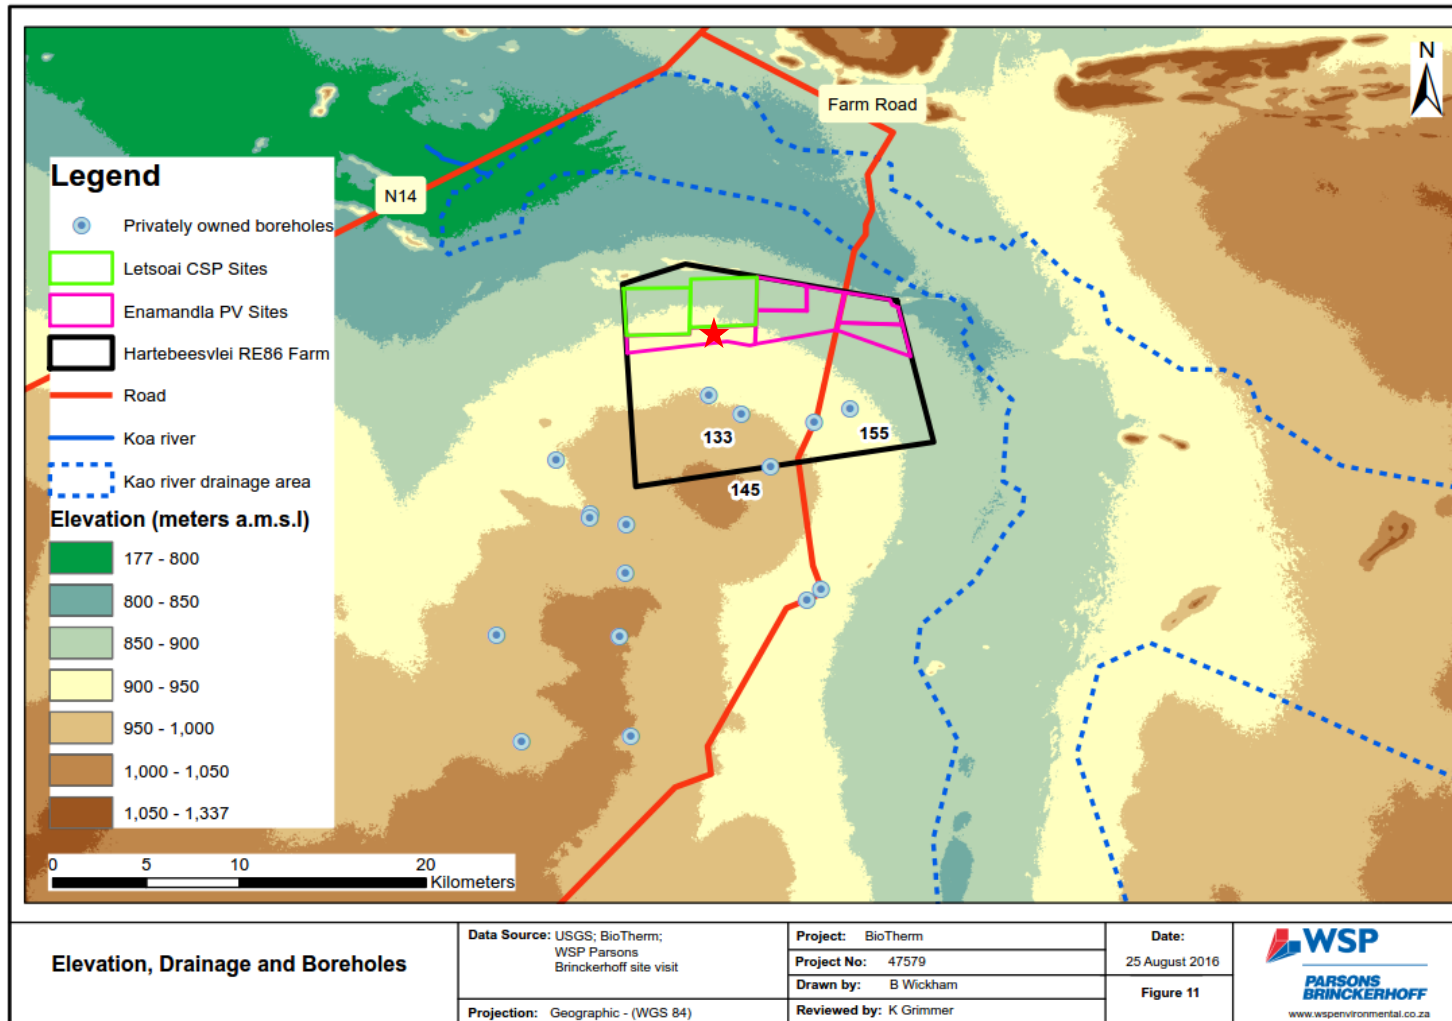 N
Farm Road
N14
Legend
Privately owned boreholes
Letsoai CSP Sites
Enamandla PV Sites
Hartebeesvlei RE86 Farm
Road
Koa river
Kao river drainage area
Elevation (meters a.m.s.l)
177 - 800
800 - 850
850 - 900
900 - 950
950 - 1,000
1,000 - 1,050
1,050 - 1,337
133
155
145
0 5 10 20
Kilometers
Elevation, Drainage and Boreholes
Data Source: USGS; BioTherm;
WSP Parsons
Brinckerhoff site visit
Projection: Geographic - (WGS 84)
Project: BioTherm
Project No: 47579
Drawn by: B Wickham
Reviewed by: K Grimmer
Date:
25 August 2016
Figure 11
WSP
PARSONS
BRINCKERHOFF
www.wspenvironmental.co.za